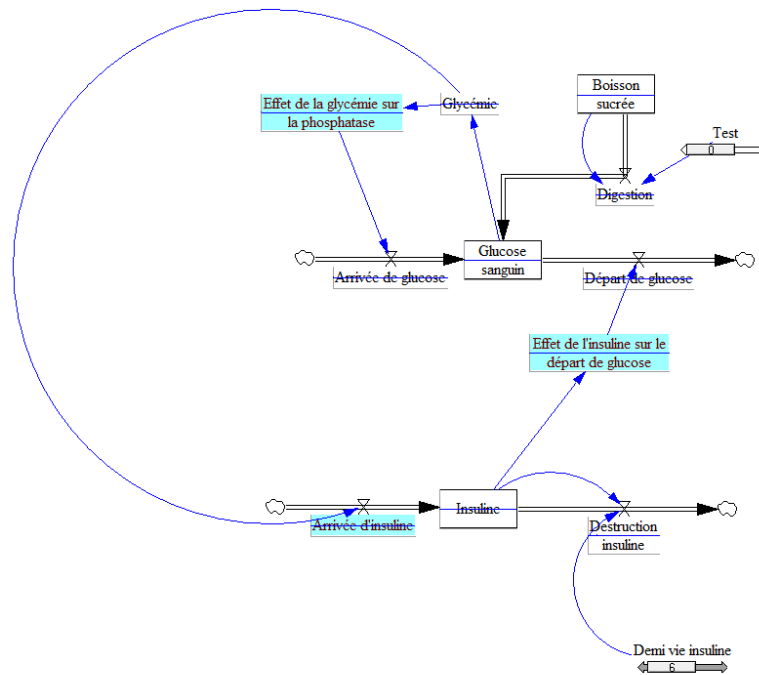 Boisson
sucrée
Effet de la glycémie sur
la phosphatase
Glycémie
Test
0
Digestion
Glucose
sanguin
Arrivée de glucose
Départ de glucose
Effet de l'insuline sur le
départ de glucose
Insuline
Arrivée d'insuline
Destruction
insuline
Demi vie insuline
6